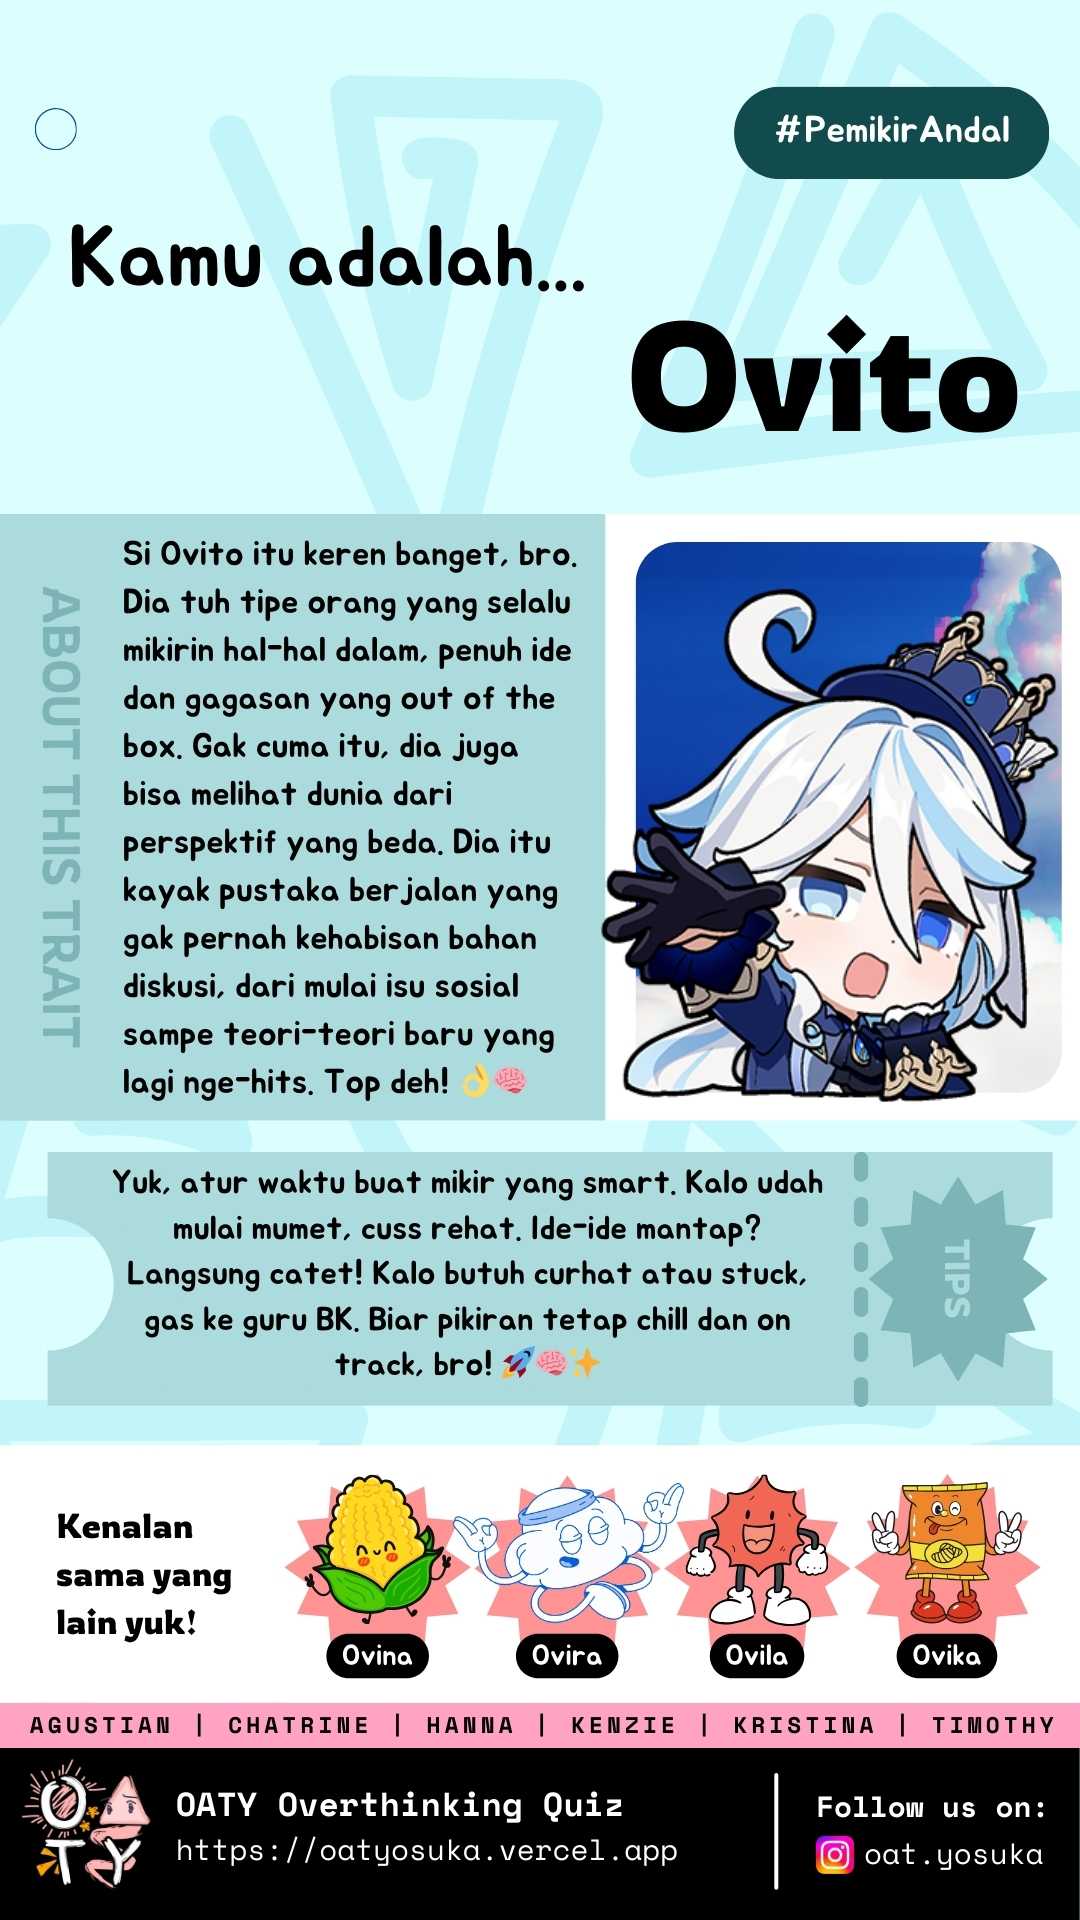 #PemikirAndal
Kamu adalah...
Ovito
ABOUT THIS TRAIT
Si Ovito itu keren banget, bro.
Dia tuh tipe orang yang selalu
mikirin hal-hal dalam, penuh ide
dan gagasan yang out of the
box. Gak cuma itu, dia juga
bisa melihat dunia dari
perspektif yang beda. Dia itu
kayak pustaka berjalan yang
gak pernah kehabisan bahan
diskusi, dari mulai isu sosial
sampe teori-teori baru yang
lagi nge-hits. Top deh! 👌🧠
Yuk, atur waktu buat mikir yang smart. Kalo udah
mulai mumet, cuss rehat. Ide-ide mantap?
Langsung catet! Kalo butuh curhat atau stuck,
gas ke guru BK. Biar pikiran tetap chill dan on
track, bro! 🚀🧠✨
TIPS
Kenalan
sama yang
lain yuk!
Ovina
Ovira
Ovila
Ovika
AGUSTIAN | CHATRINE | HANNA | KENZIE | KRISTINA | TIMOTHY
OATY
OATY Overthinking Quiz
https://oatyosuka.vercel.app
Follow us on:
oat.yosuka